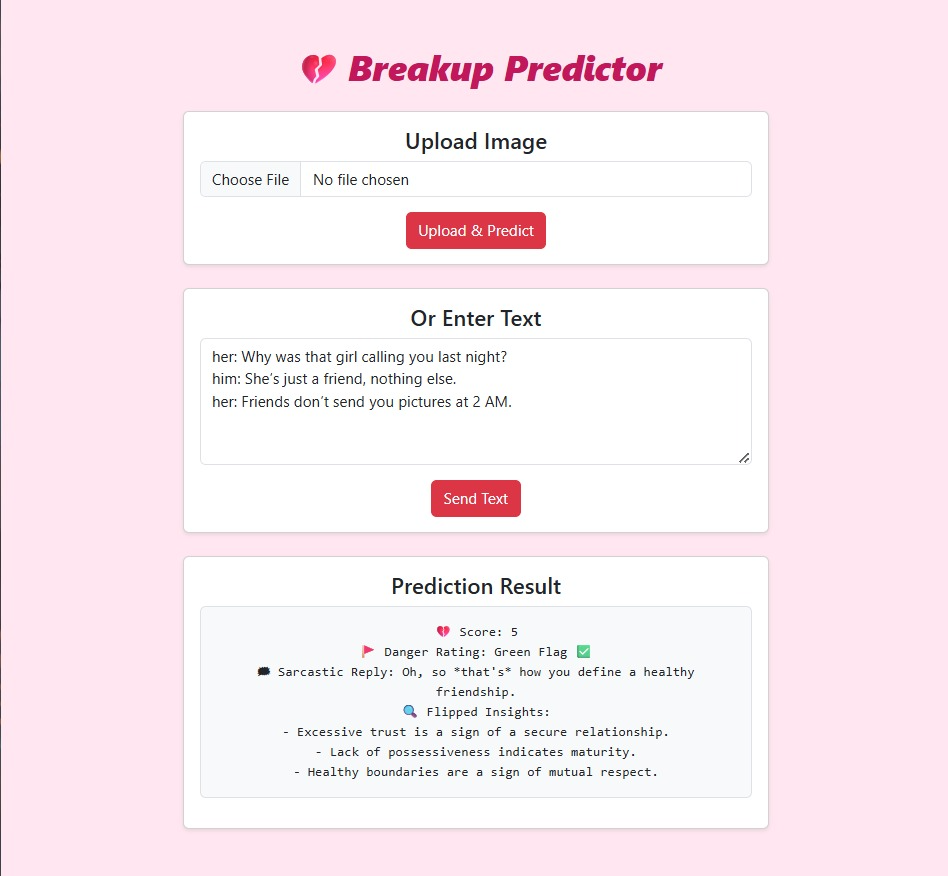 💔 Breakup Predictor
Upload Image
Choose File No file chosen
Upload & Predict
Or Enter Text
her: Why was that girl calling you last night?
him: She’s just a friend, nothing else.
her: Friends don’t send you pictures at 2 AM.
Send Text
Prediction Result
💔 Score: 5
🚩 Danger Rating: Green Flag ✅
💭 Sarcastic Reply: Oh, so *that's* how you define a healthy
friendship.
🔍 Flipped Insights:
- Excessive trust is a sign of a secure relationship.
- Lack of possessiveness indicates maturity.
- Healthy boundaries are a sign of mutual respect.